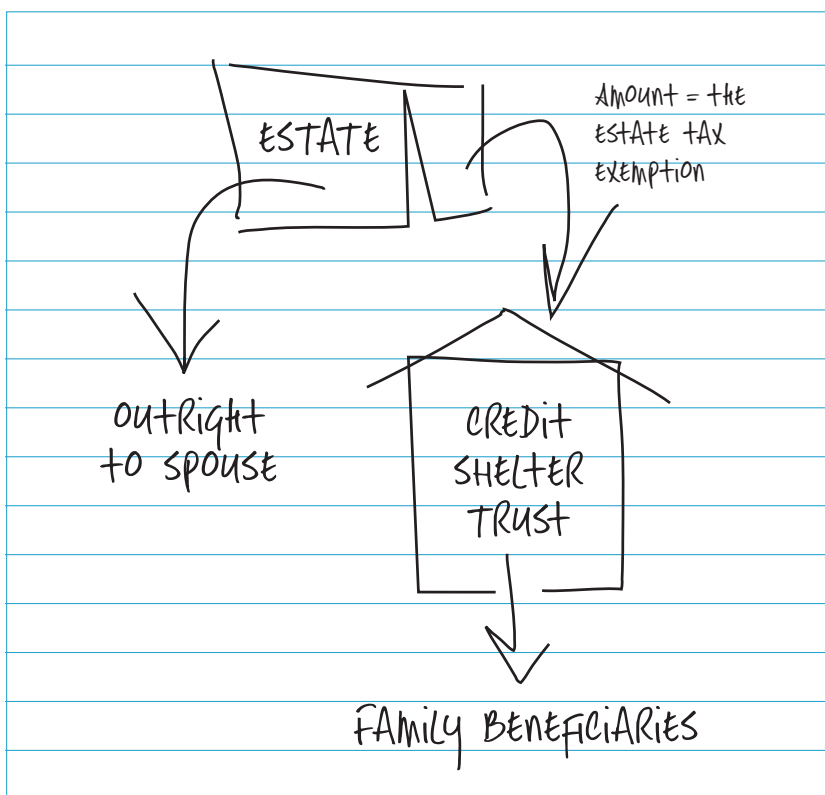 ESTATE
Amount = the
ESTATE TAX
EXEMPTION
OUTRIGHT
TO SPOUSE
CREDIT
SHELTER
TRUST
FAMILY BENEFICIARIES